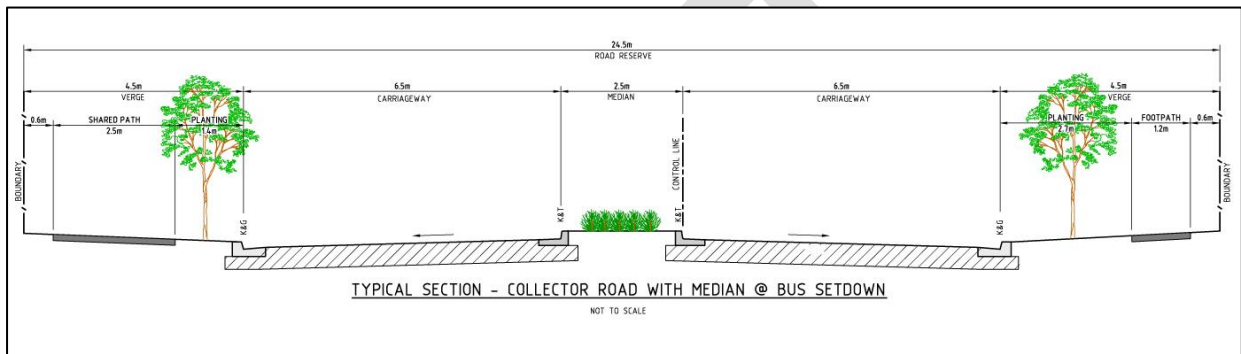 24.5m
ROAD RESERVE
4.5m
VERGE
6.5m
CARRIAGEWAY
2.5m
MEDIAN
6.5m
CARRIAGEWAY
4.5m
VERGE
0.6m
SHARED PATH
2.5m
PLANTING
1.4m
PLANTING
2.7m
FOOTPATH
1.2m
0.6m
BOUNDARY
K&G
K&T
K&T
CONTROL LINE
K&G
BOUNDARY
TYPICAL SECTION - COLLECTOR ROAD WITH MEDIAN @ BUS SETDOWN
NOT TO SCALE